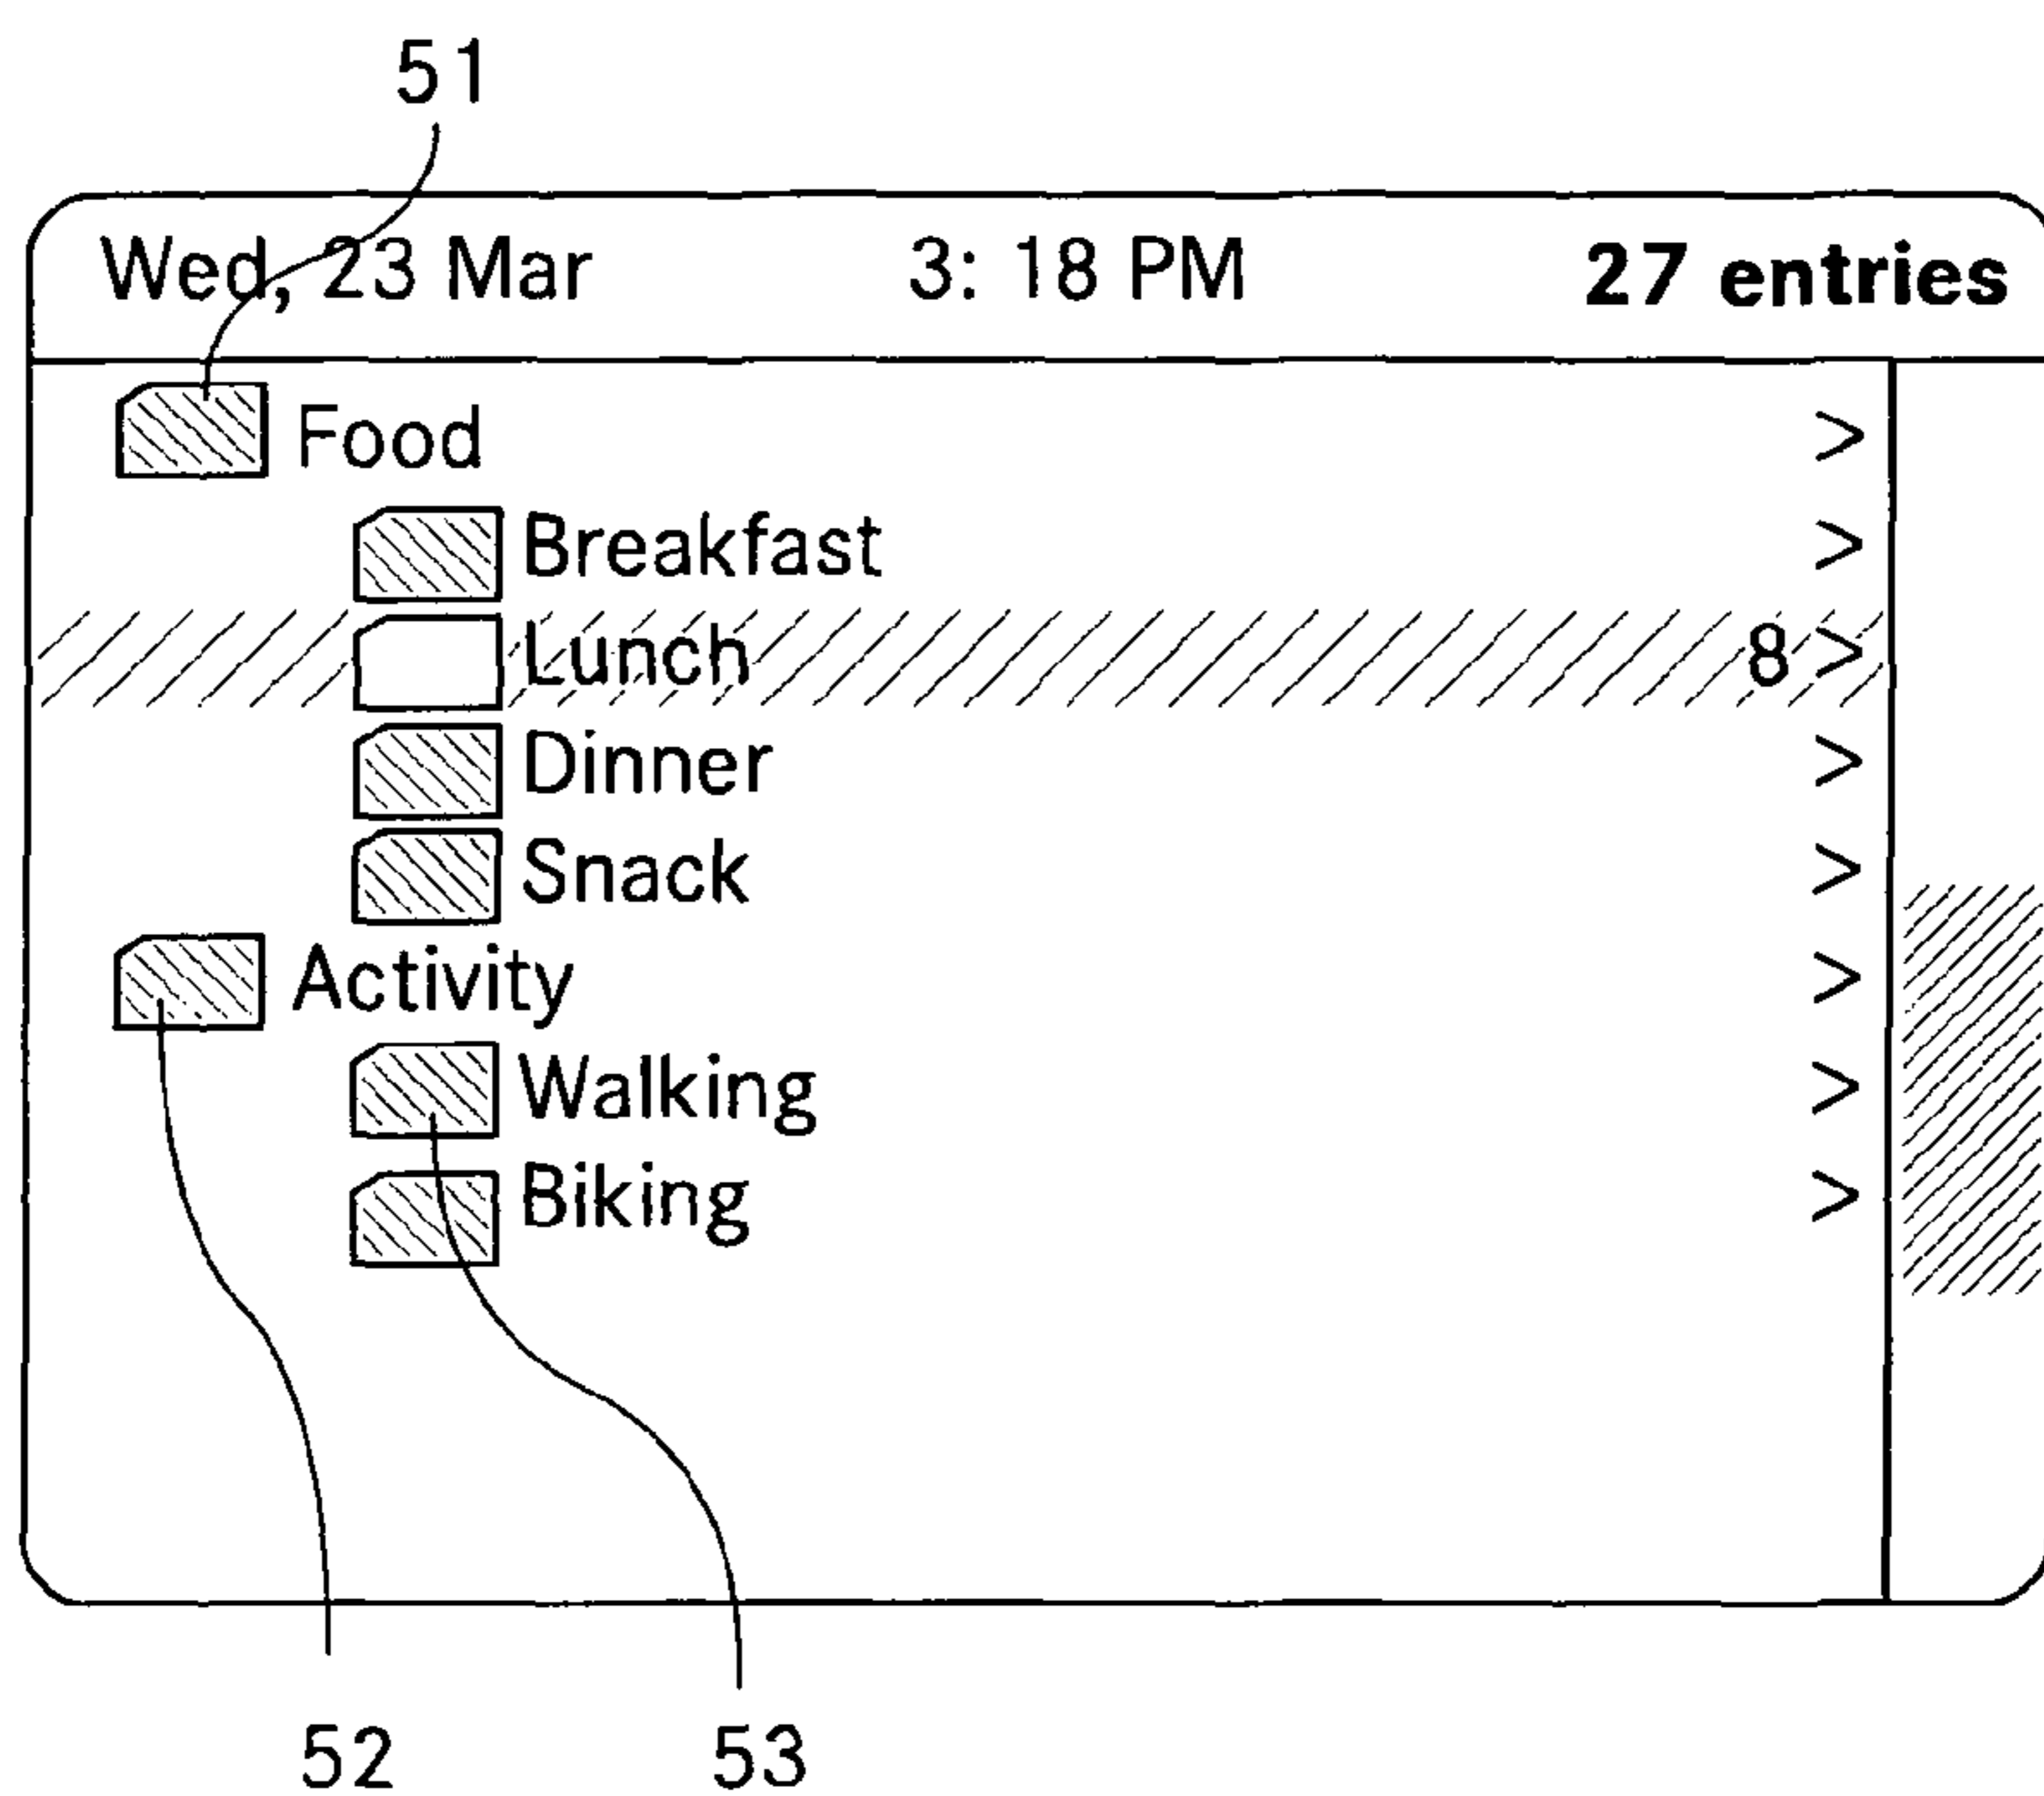 51
Wed, 23 Mar 3: 18 PM 27 entries
Food >
Breakfast >
Lunch 8 >
Dinner >
Snack >
Activity >
Walking >
Biking >
52 53